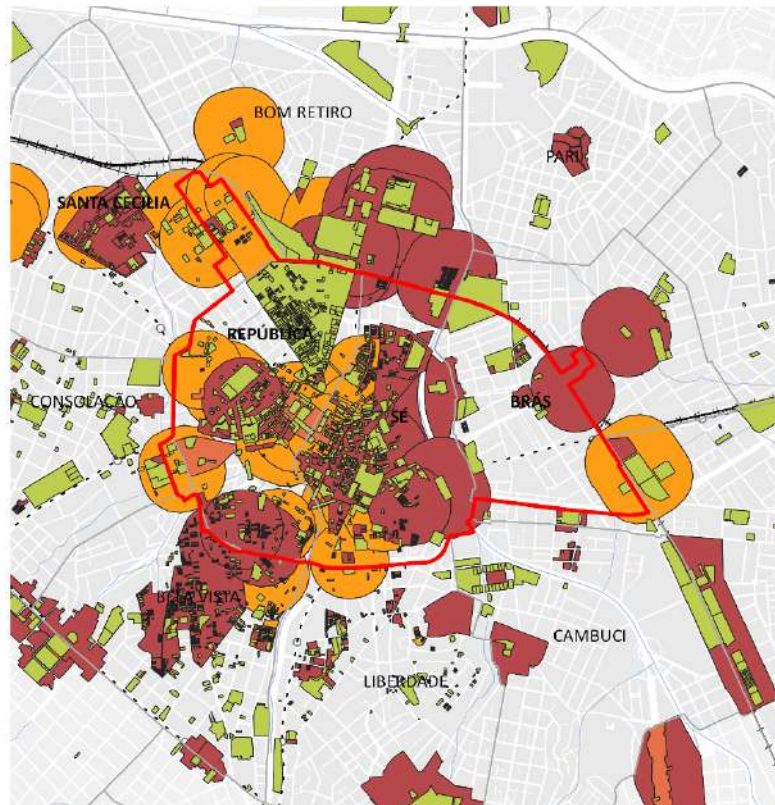 BOM RETIRO
PARI
SANTA CECÍLIA
REPÚBLICA
CONSOLAÇÃO
SÉ
BRÁS
BELA VISTA
CAMBUCI
LIBERDADE